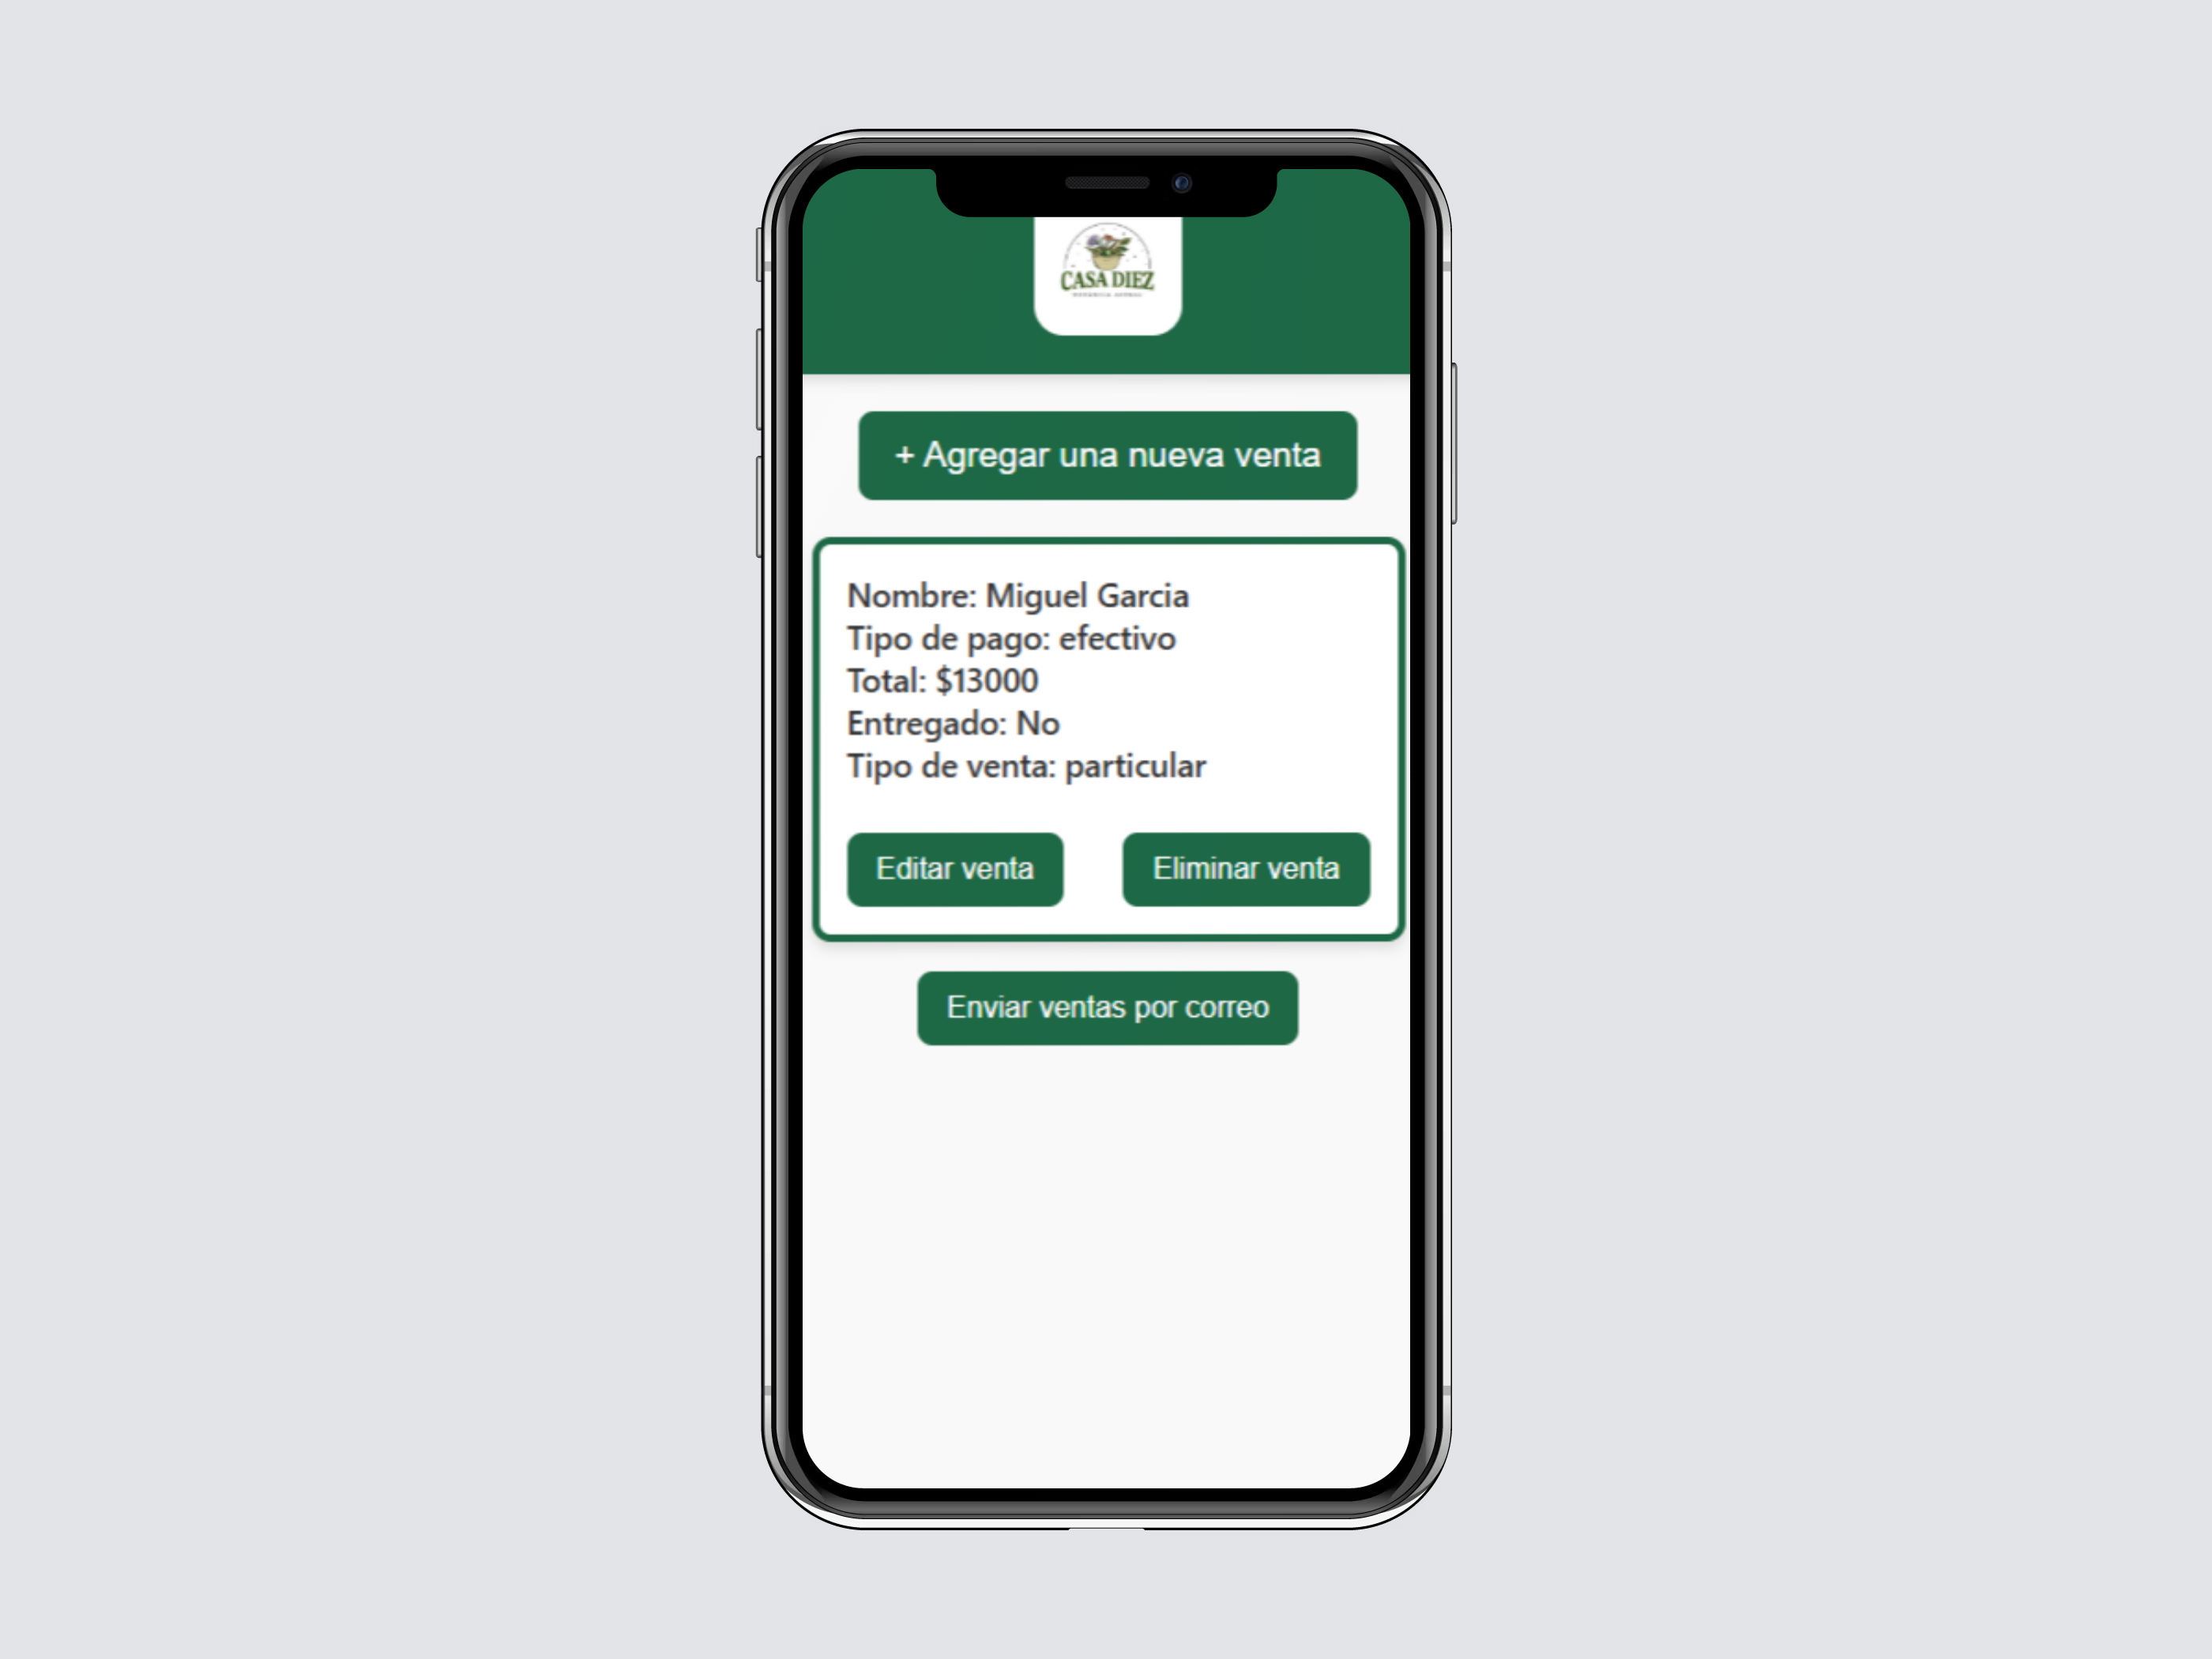 CASA DIEZ
+ Agregar una nueva venta
Nombre: Miguel Garcia
Tipo de pago: efectivo
Total: $13000
Entregado: No
Tipo de venta: particular
Editar venta
Eliminar venta
Enviar ventas por correo